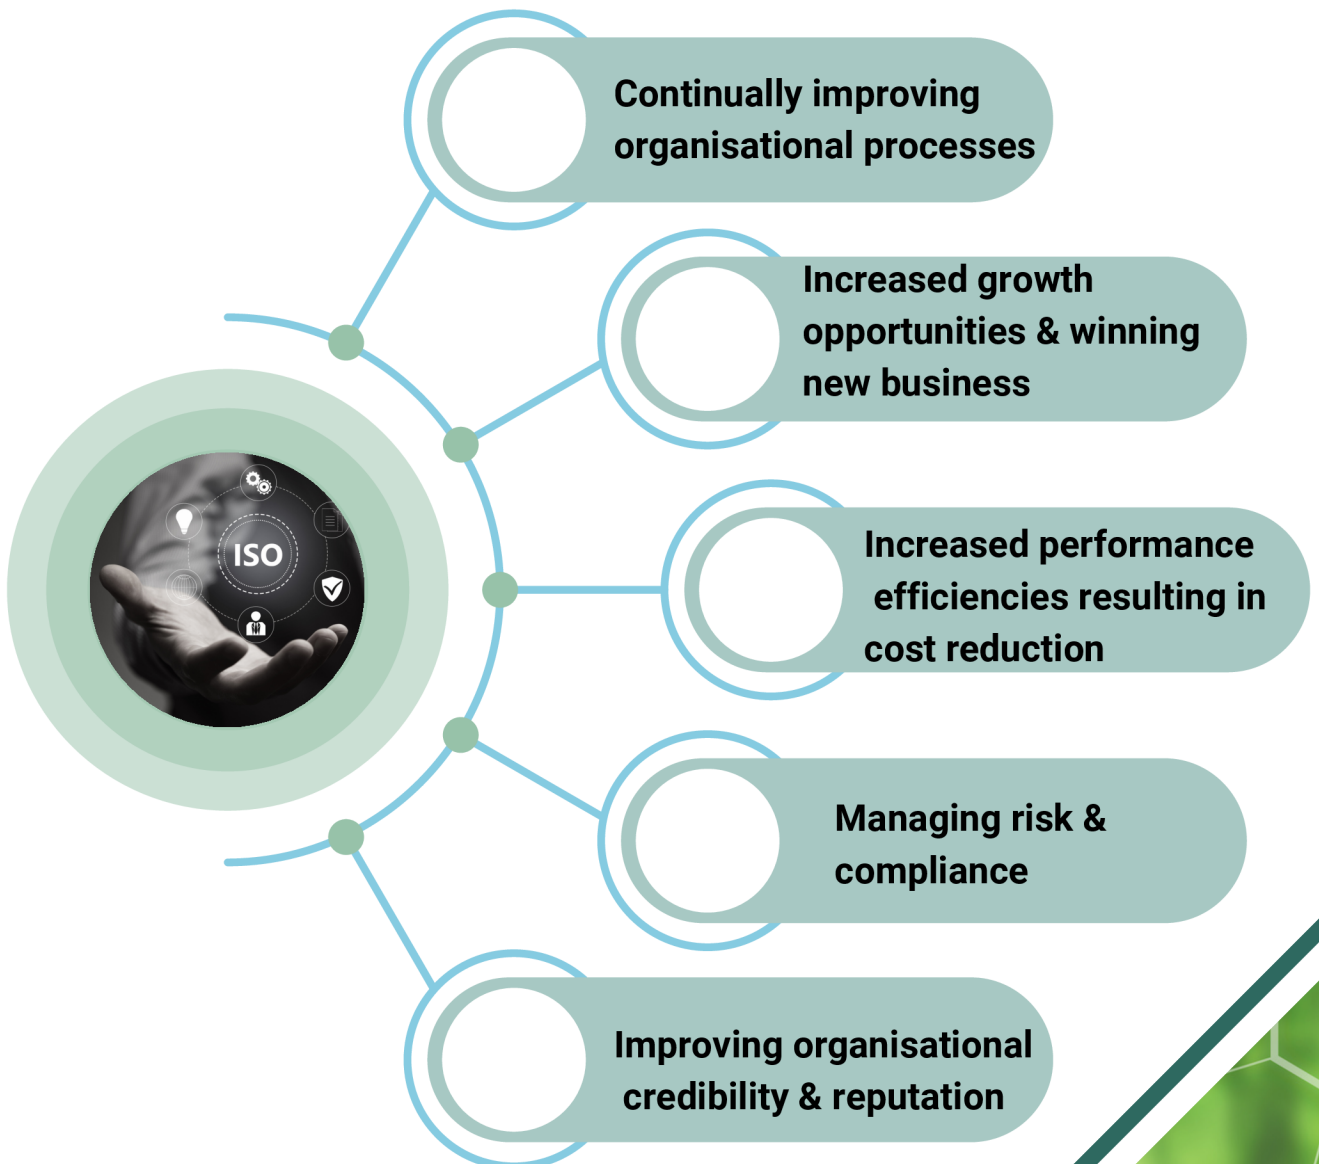 Continually improving
organisational processes
Increased growth
opportunities & winning
new business
ISO
Increased performance
efficiencies resulting in
cost reduction
Managing risk &
compliance
Improving organisational
credibility & reputation